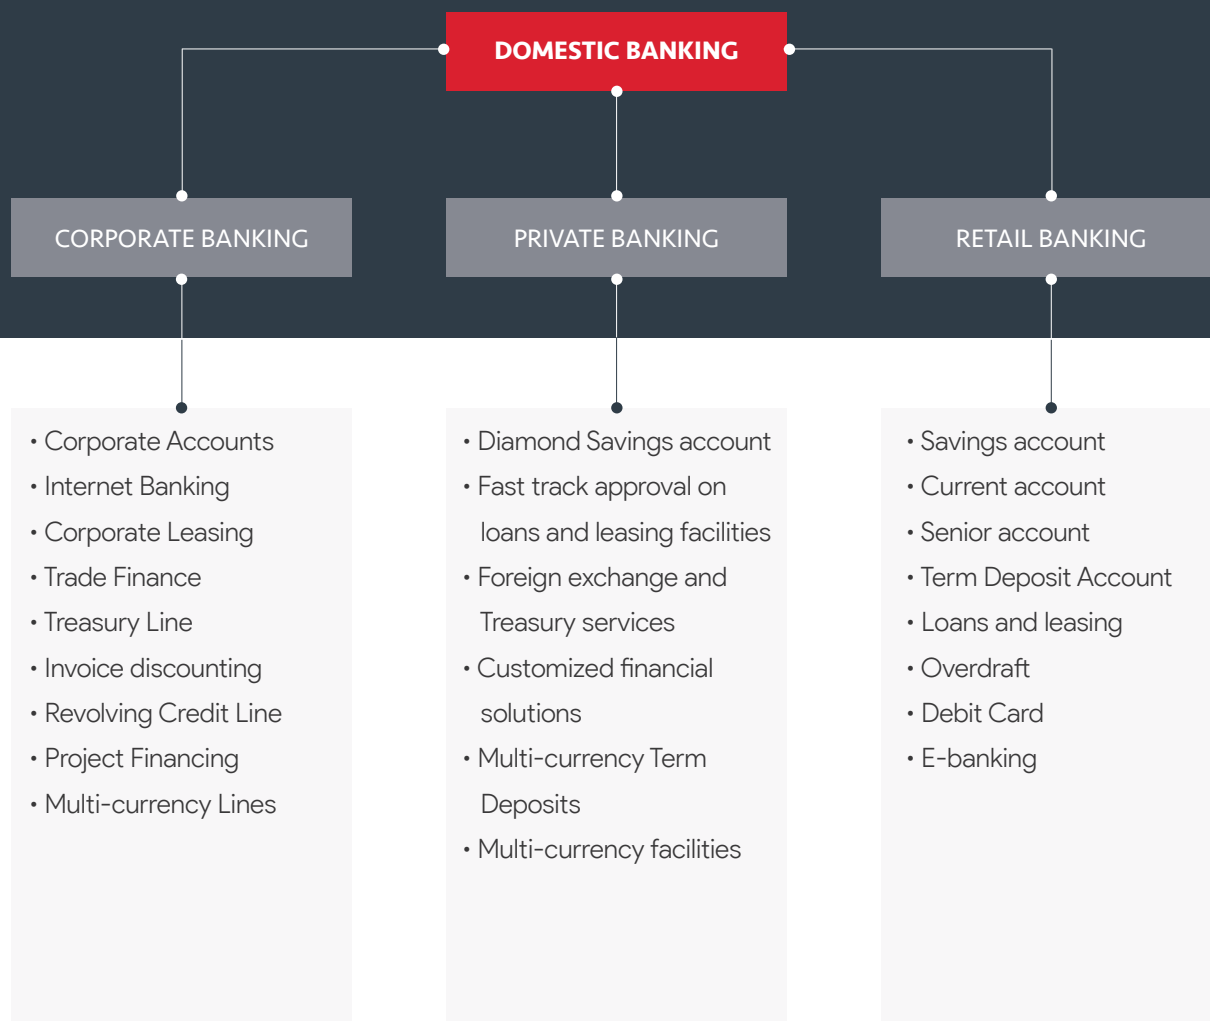 DOMESTIC BANKING
CORPORATE BANKING
PRIVATE BANKING
RETAIL BANKING
• Corporate Accounts
• Internet Banking
• Corporate Leasing
• Trade Finance
• Treasury Line
• Invoice discounting
• Revolving Credit Line
• Project Financing
• Multi-currency Lines
• Diamond Savings account
• Fast track approval on
loans and leasing facilities
• Foreign exchange and
Treasury services
• Customized financial
solutions
• Multi-currency Term
Deposits
• Multi-currency facilities
• Savings account
• Current account
• Senior account
• Term Deposit Account
• Loans and leasing
• Overdraft
• Debit Card
• E-banking